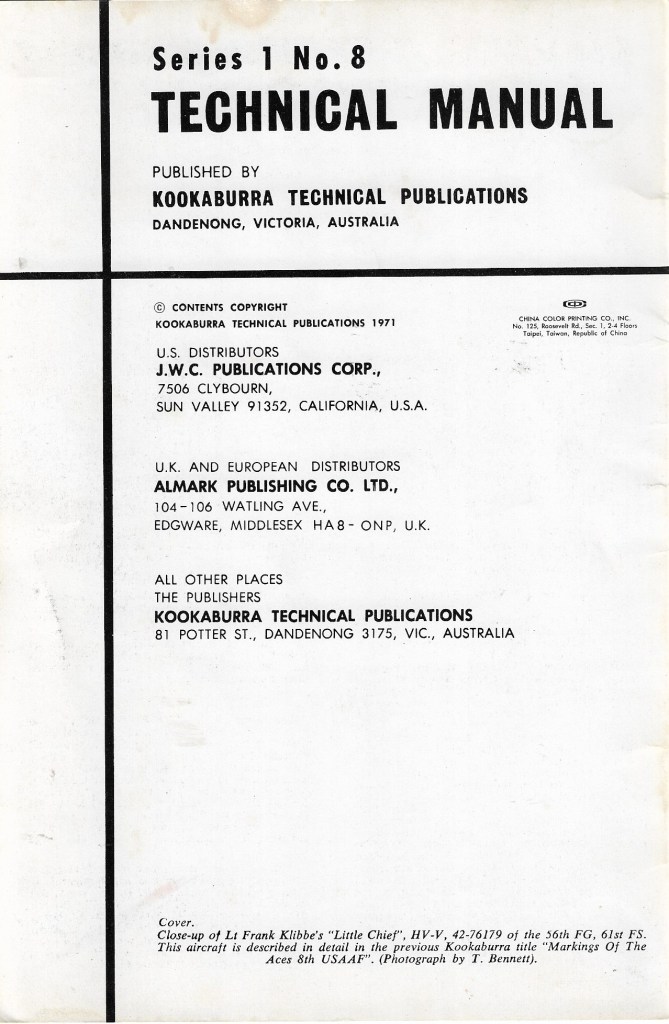 Series 1 No. 8
TECHNICAL MANUAL
PUBLISHED BY
KOOKABURRA TECHNICAL PUBLICATIONS
DANDENONG, VICTORIA, AUSTRALIA
© CONTENTS COPYRIGHT
KOOKABURRA TECHNICAL PUBLICATIONS 1971
CHINA COLOR PRINTING CO., INC.
No. 125, Roosevelt Rd., Sec. 1, 2-4 Floors
Taipei, Taiwan, Republic of China
U.S. DISTRIBUTORS
J.W.C. PUBLICATIONS CORP.,
7506 CLYBOURN,
SUN VALLEY 91352, CALIFORNIA, U.S.A.
U.K. AND EUROPEAN DISTRIBUTORS
ALMARK PUBLISHING CO. LTD.,
104-106 WATLING AVE.,
EDGWARE, MIDDLESEX HA8- ONP, U.K.
ALL OTHER PLACES
THE PUBLISHERS
KOOKABURRA TECHNICAL PUBLICATIONS
81 POTTER ST., DANDENONG 3175, VIC., AUSTRALIA
Cover.
Close-up of Lt Frank Klibbe's "Little Chief", HV-V, 42-76179 of the 56th FG, 61st FS.
This aircraft is described in detail in the previous Kookaburra title "Markings Of The
Aces 8th USAAF". (Photograph by T. Bennett).